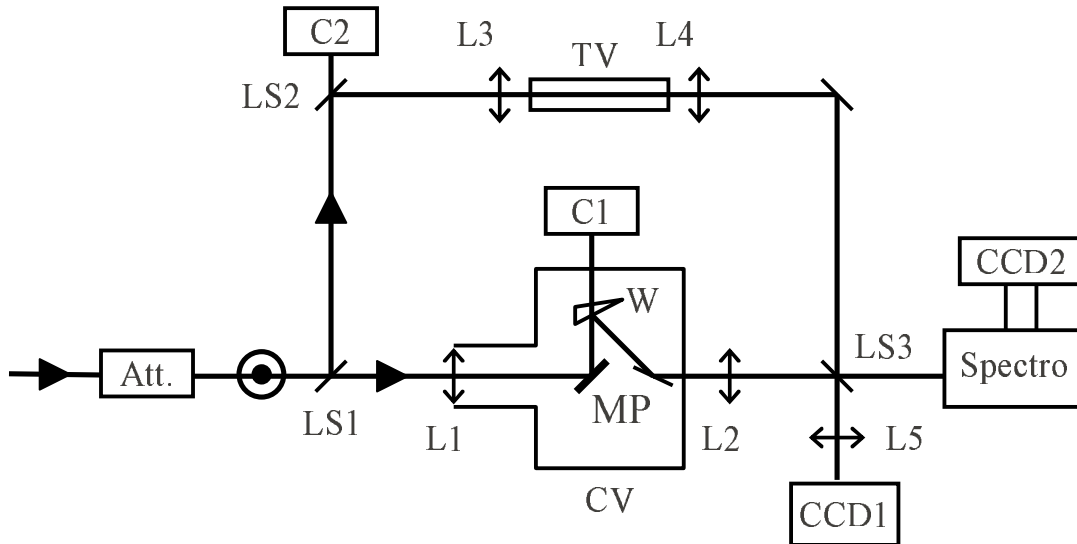 C2
L3
TV
L4
LS2
C1
W
CCD2
LS3
Att.
Spectro
LS1
L1
MP
L2
L5
CV
CCD1